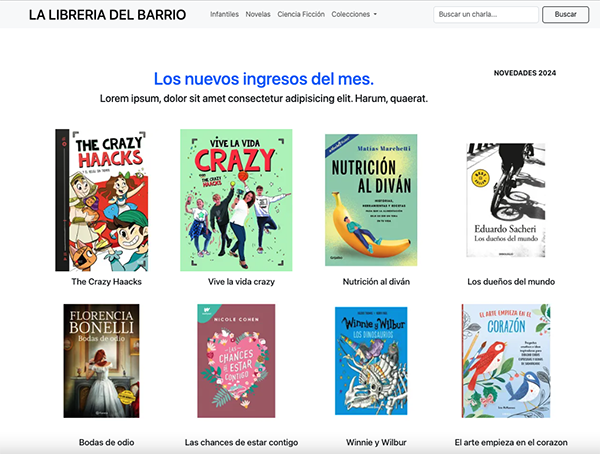 LA LIBRERIA DEL BARRIO
Infantiles Novelas Ciencia Ficción Colecciones
Buscar un charla... Buscar
Los nuevos ingresos del mes.
NOVEDADES 2024
Lorem ipsum, dolor sit amet consectetur adipisicing elit. Harum, quaerat.
THE CRAZY
HAACKS
VIVE LA VIDA
CRAZY
THE CRAZY
HAACKS
Matías Marchetti
NUTRICIÓN
AL DIVÁN
Eduardo Sacheri
Los dueños del mundo
The Crazy Haacks Vive la vida crazy Nutrición al diván Los dueños del mundo
FLORENCIA
BONELLI
Bodas de odio
Planeta
NICOLE COHEN
LAS
CHANCES
DE ESTAR
CONTIGO
Winnie y Wilbur
LOS DINOSAURIOS
EL ARTE EMPIEZA EN EL
CORAZÓN
Bodas de odio Las chances de estar contigo Winnie y Wilbur El arte empieza en el corazon